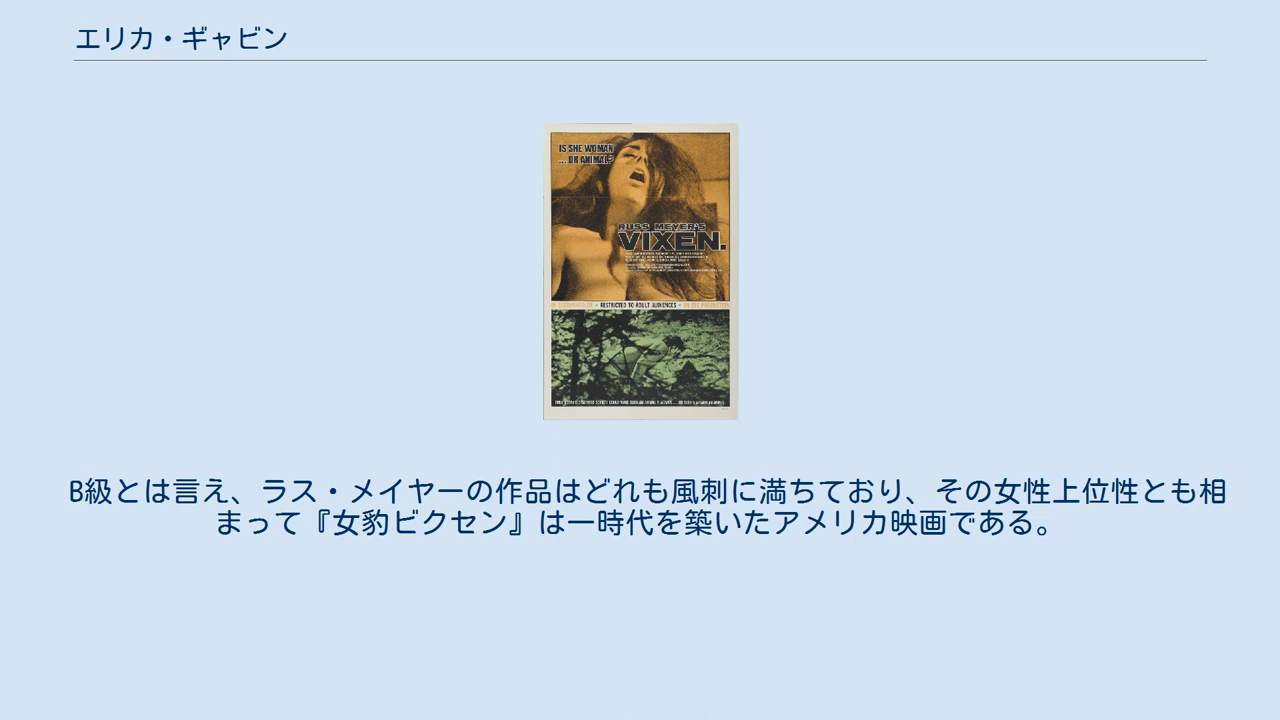 エリカ・ギャビン
IS SHE WOMAN
... OR ANIMAL?
RUSS MEYER'S
VIXEN.
RESTRICTED TO ADULT AUDIENCES
B級とは言え、ラス・メイヤーの作品はどれも風刺に満ちており、その女性上位性とも相
まって『女豹ビクセン』は一時代を築いたアメリカ映画である。